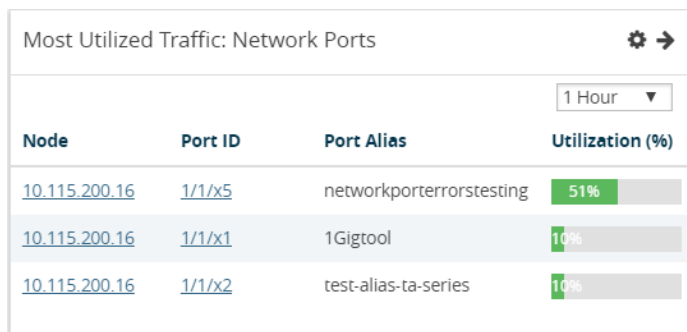 Most Utilized Traffic: Network Ports
1 Hour
Node Port ID Port Alias Utilization (%)
10.115.200.16 1/1/x5 networkporterrorstesting 51%
10.115.200.16 1/1/x1 1Gigtool 10%
10.115.200.16 1/1/x2 test-alias-ta-series 10%